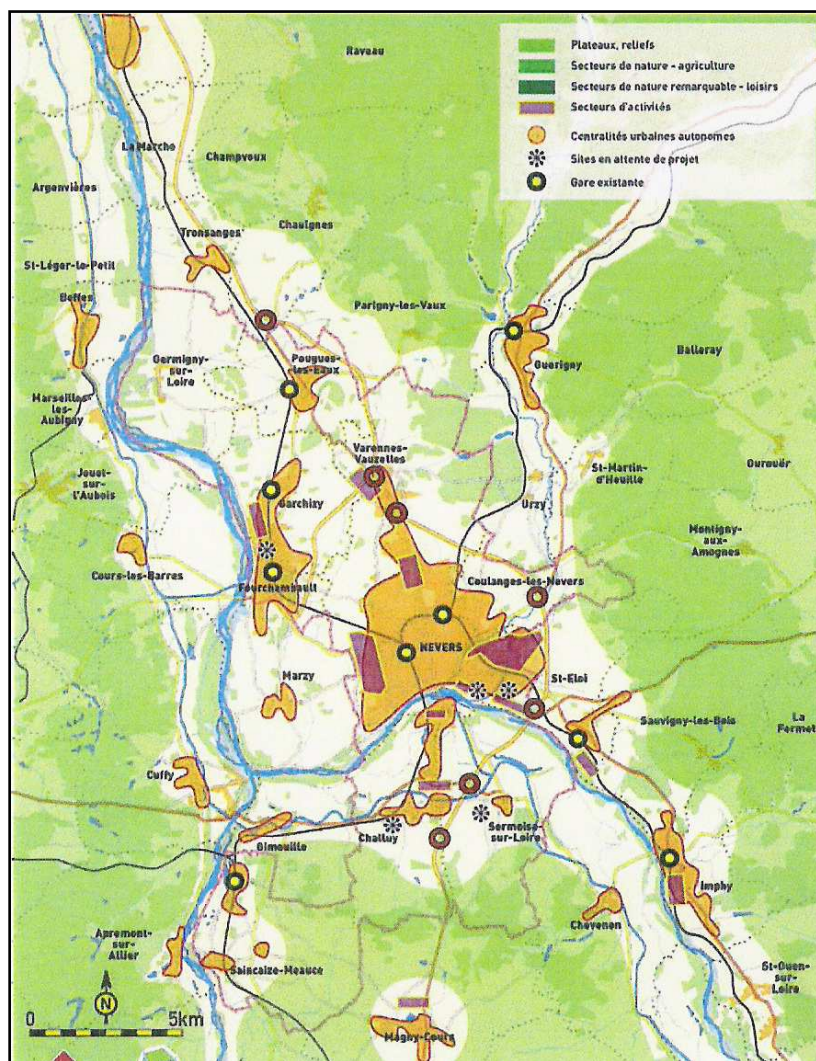 Raveau
Plateaux, reliefs
Secteurs de nature - agriculture
Secteurs de nature remarquable - loisirs
Secteurs d'activités
Centralités urbaines autonomes
Sites en attente de projet
Gare existante
La Marche
Champvoux
Argenvières
Chaulgnes
Tronsanges
St-Léger-le-Petit
Beffes
Parigny-les-Vaux
Germigny-
sur-
Loire
Pougues-
les-Eaux
Guerigny
Balleray
Marseilles
les-
Aubigny
Varennes-
Vauzelles
St-Martin-
d'Heuille
Ourouër
Jouet-
sur-
l'Aubois
Garchizy
Urzy
Montigny-
aux-
Amognes
Cours-les-Barres
Fourchambault
Coulanges-les-Nevers
NEVERS
St-Eloi
Marzy
Sauvigny-les-Bois
La
Fermet
Cuffy
Gimouille
Challuy
Sermoise-
sur-Loire
Imphy
Chevenon
Apremont-
sur-
Allier
Saincaize-Meauce
St-Ouen-
sur-
Loire
N
0 5km
Magny-Cours